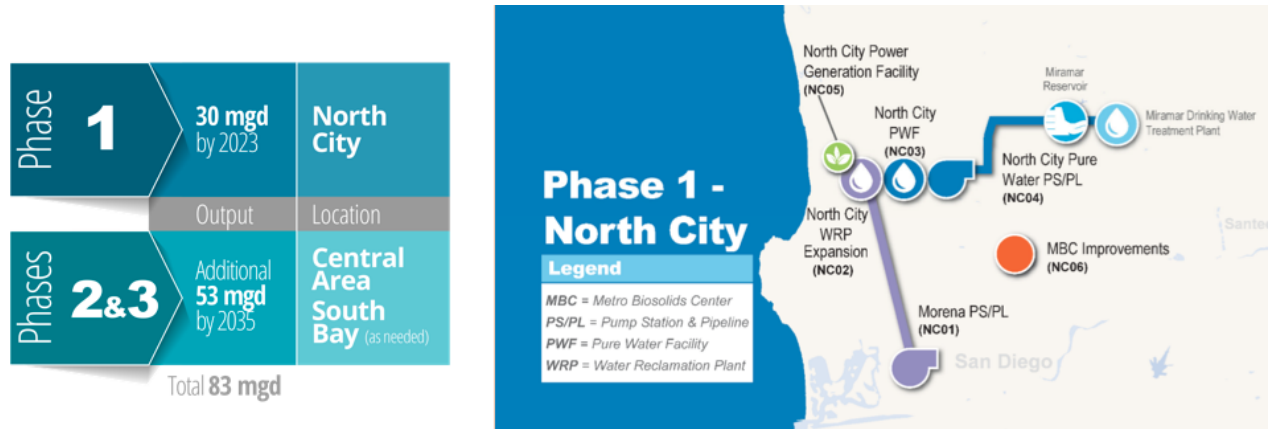 Phase
1
30 mgd
by 2023
North
City
Output
Location
Phases
2&3
Additional
53 mgd
by 2035
Central
Area
South
Bay (as needed)
Total 83 mgd
Phase 1 -
North City
Legend
MBC = Metro Biosolids Center
PS/PL = Pump Station & Pipeline
PWF = Pure Water Facility
WRP = Water Reclamation Plant
North City Power
Generation Facility
(NC05)
North City
PWF
(NC03)
Miramar
Reservoir
Miramar Drinking Water
Treatment Plant
North City Pure
Water PS/PL
(NC04)
North City
WRP
Expansion
(NC02)
MBC Improvements
(NC06)
Santee
Morena PS/PL
(NC01)
San Diego